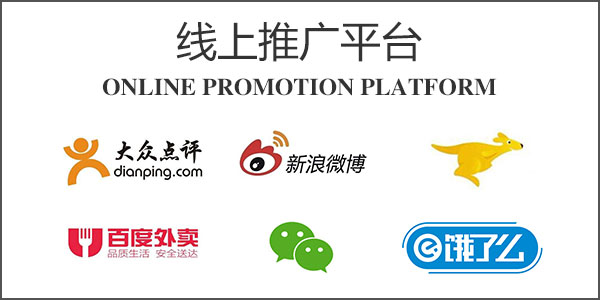 线上推广平台
ONLINE PROMOTION PLATFORM
大众点评
dianping.com
新浪微博
百度外卖
品质生活 安全送达
饿了么